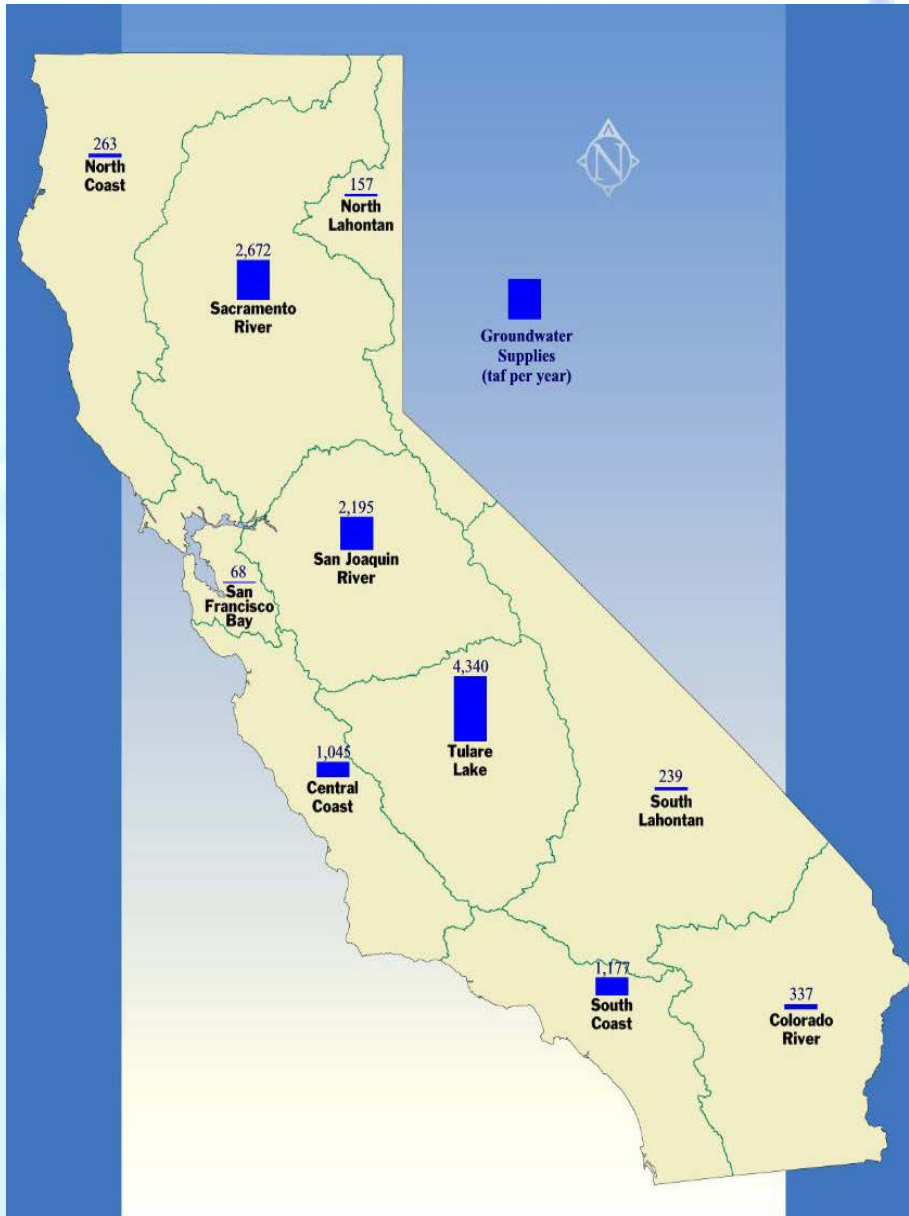 263
North
Coast
157
North
Lahontan
N
2,672
Sacramento
River
Groundwater
Supplies
(taf per year)
2,195
San Joaquin
River
68
San
Francisco
Bay
4,340
Tulare
Lake
1,045
Central
Coast
239
South
Lahontan
1,177
South
Coast
337
Colorado
River